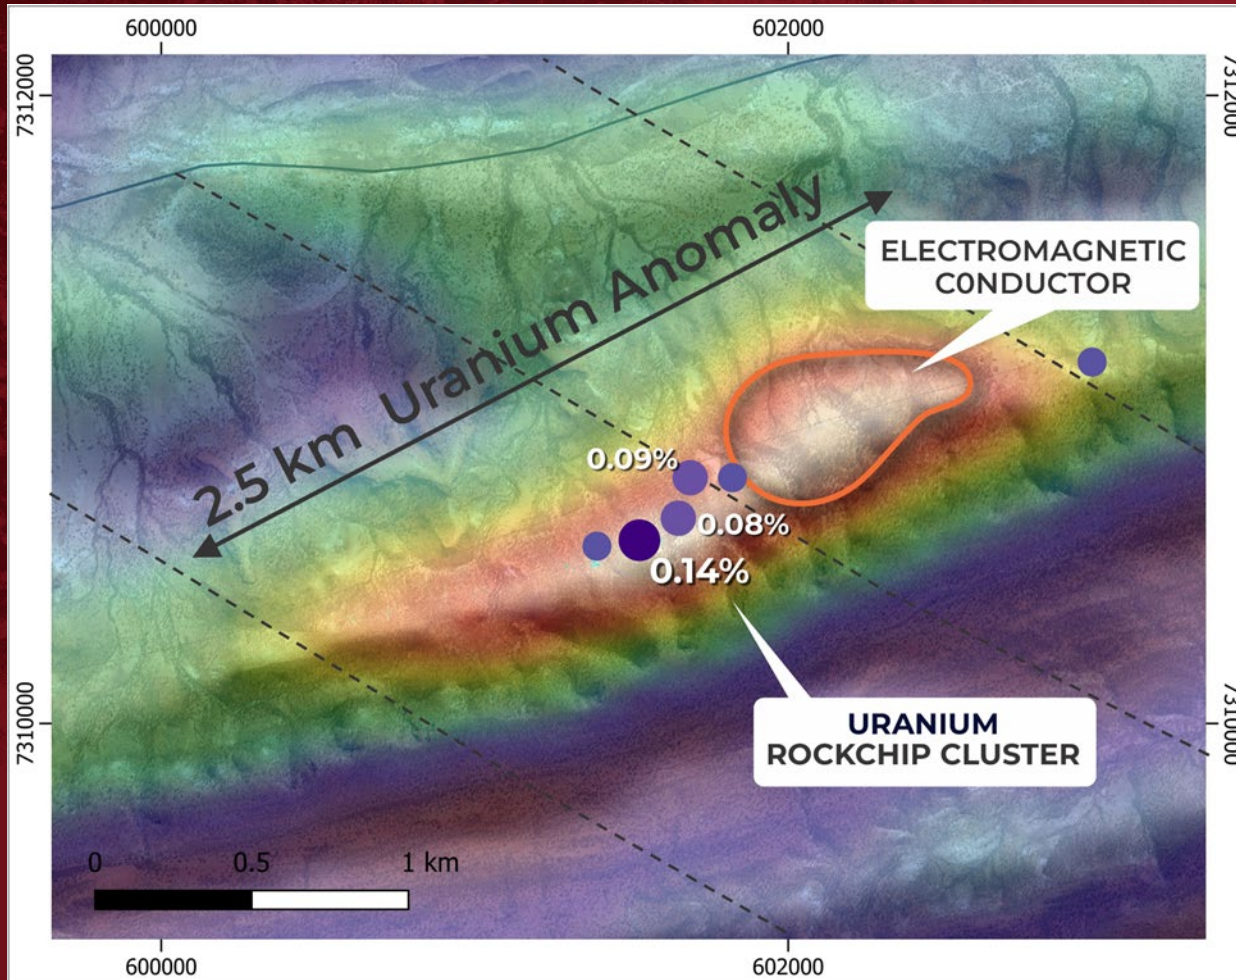 600000
602000
7312000
7312000
2.5 km Uranium Anomaly
ELECTROMAGNETIC
C0NDUCTOR
0.09%
0.08%
0.14%
URANIUM
ROCKCHIP CLUSTER
7310000
7310000
0 0.5 1 km
600000
602000